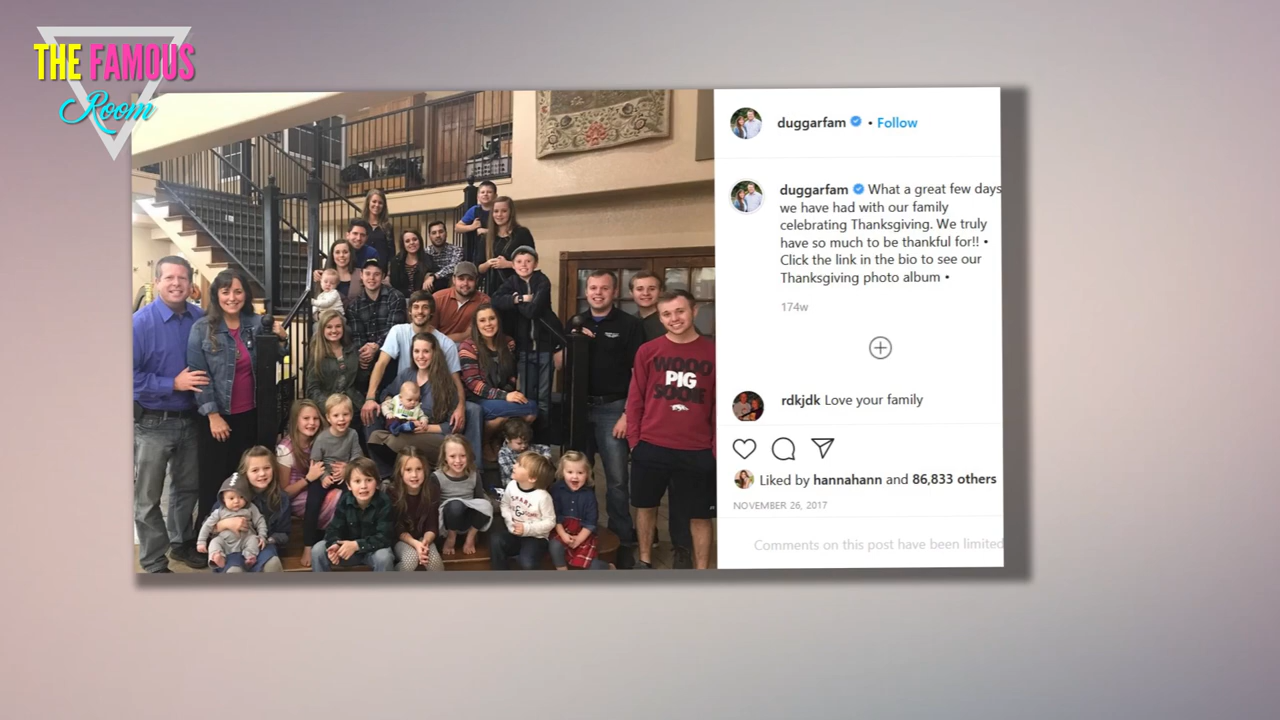 THE FAMOUS
Room
duggarfam • Follow
duggarfam What a great few days
we have had with our family
celebrating Thanksgiving. We truly
have so much to be thankful for!! •
Click the link in the bio to see our
Thanksgiving photo album •
174w
rdkjdk Love your family
Liked by hannahann and 86,833 others
NOVEMBER 26, 2017
Comments on this post have been limited
WOOO
PIG
SOOIE